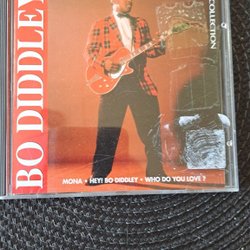 BO DIDDLEY
COLLECTION
MONA • HEY! BO DIDDLEY • WHO DO YOU LOVE?